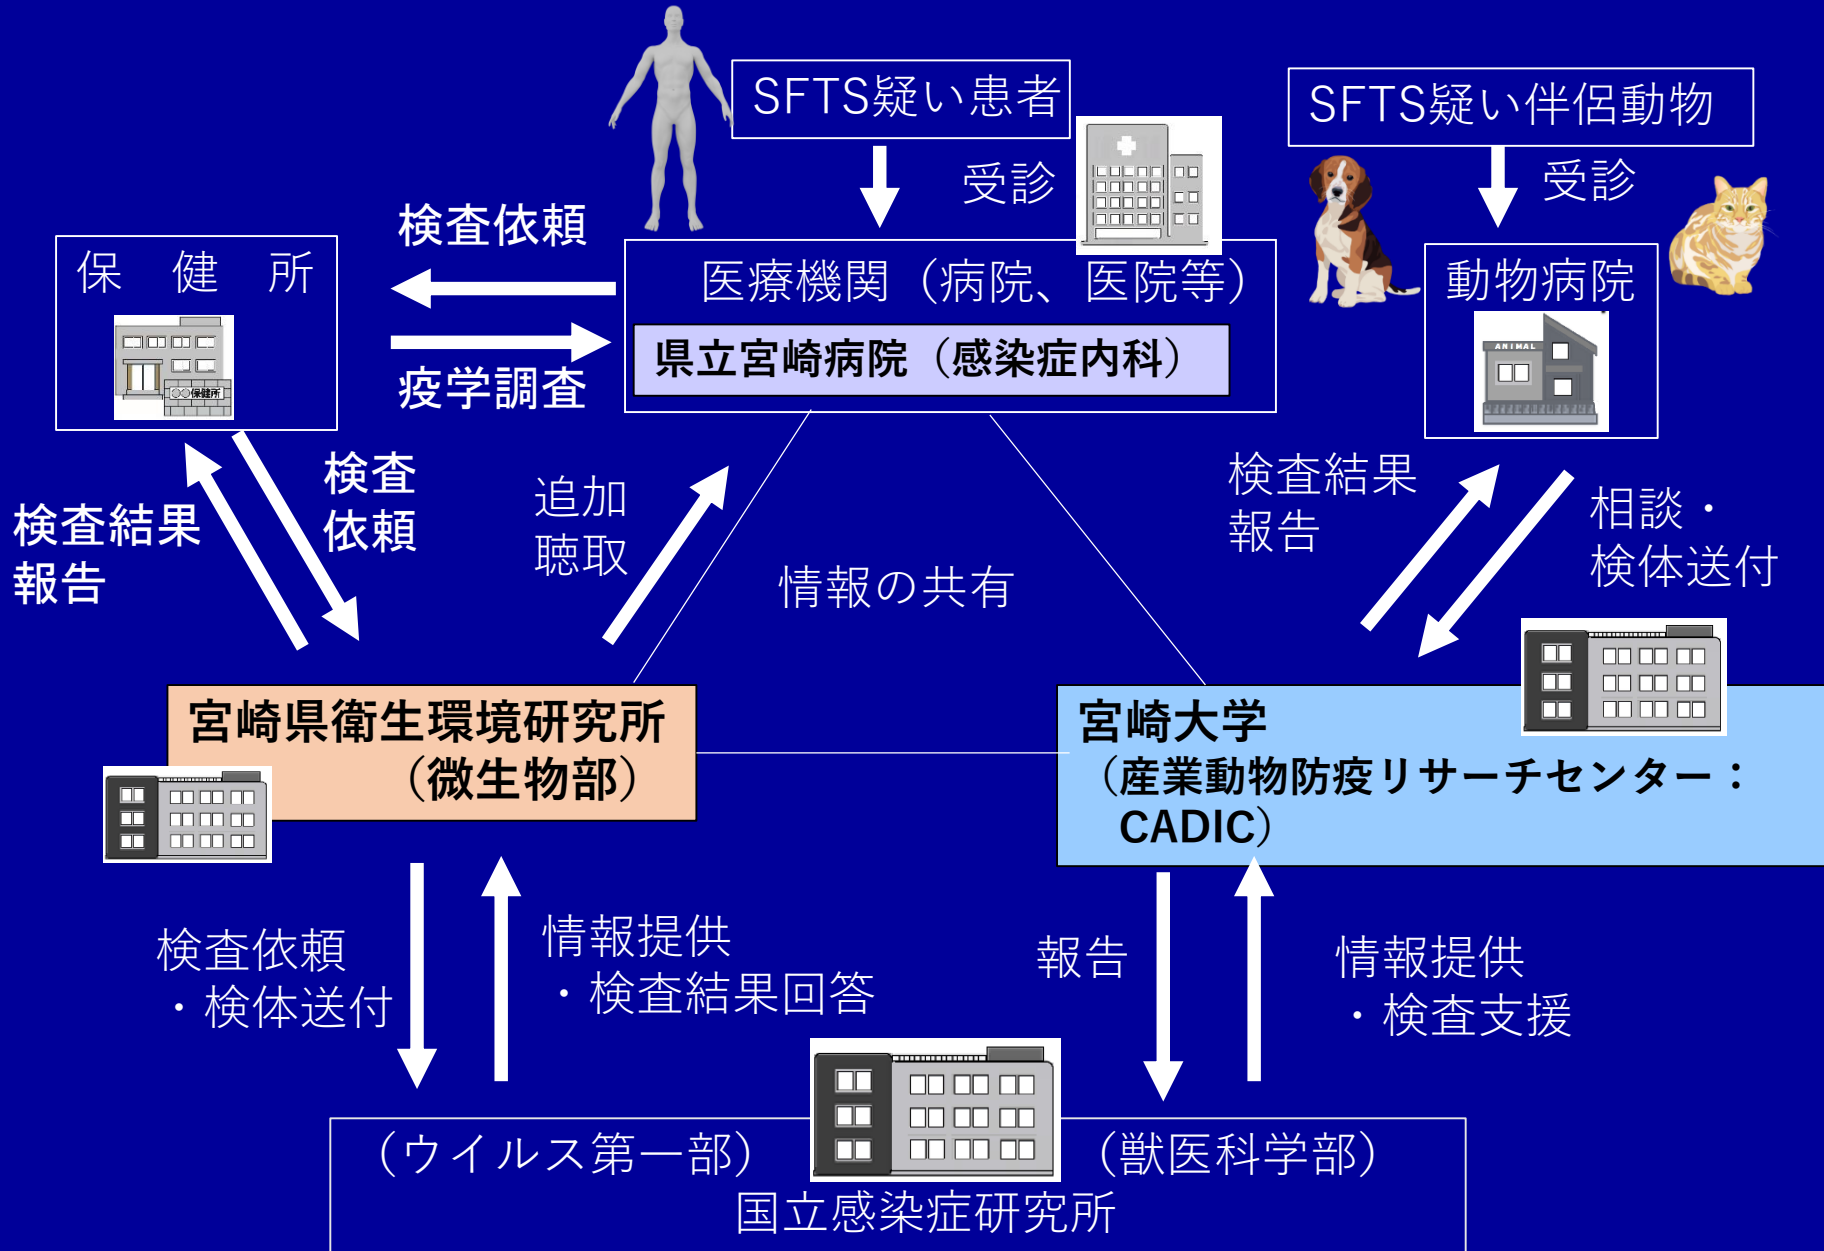 SFTS疑い患者
SFTS疑い伴侶動物
受診
受診
検査依頼
保　健　所
医療機関（病院、医院等）
動物病院
県立宮崎病院（感染症内科）
疫学調査
ANIMAL
〇〇保健所
検査
依頼
検査結果
報告
追加
聴取
情報の共有
検査結果
報告
相談・
検体送付
宮崎県衛生環境研究所
（微生物部）
宮崎大学
（産業動物防疫リサーチセンター：
CADIC）
検査依頼
・検体送付
情報提供
・検査結果回答
報告
情報提供
・検査支援
（ウイルス第一部）
（獣医科学部）
国立感染症研究所